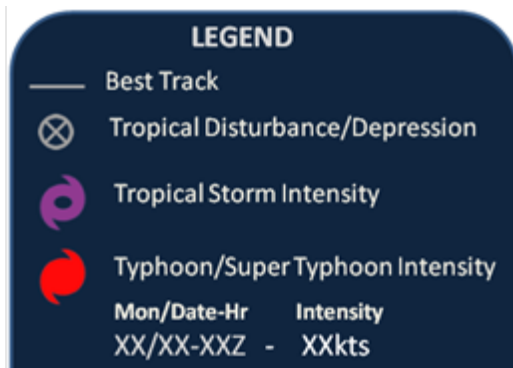 LEGEND
Best Track
Tropical Disturbance/Depression
Tropical Storm Intensity
Typhoon/Super Typhoon Intensity
Mon/Date-Hr Intensity
XX/XX-XXZ - XXkts